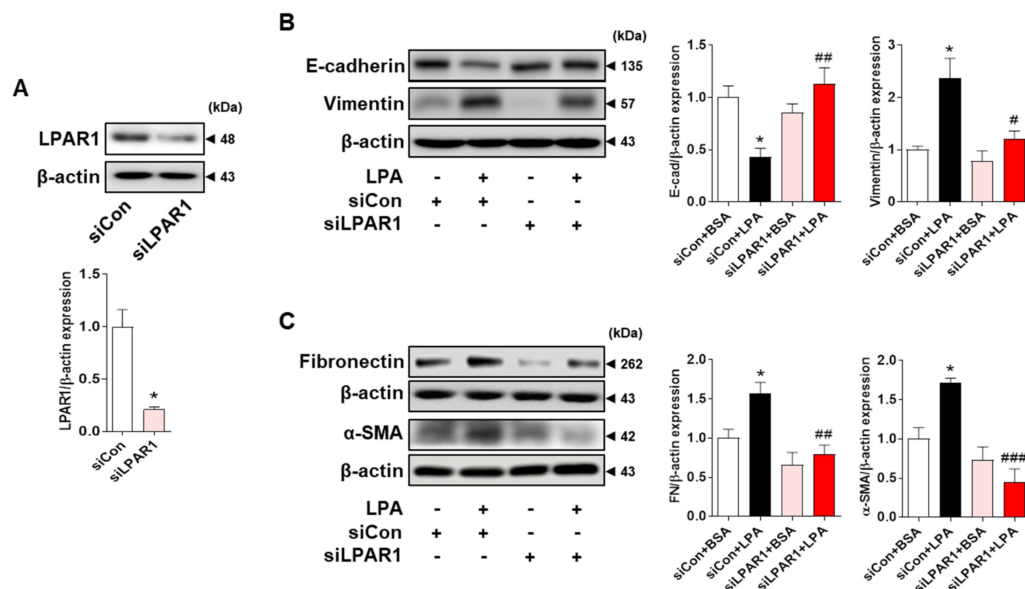 A
(kDa)
LPAR1
48
β-actin
43
siCon
siLPAR1
LPAR1/β-actin expression
1.5
1.0
0.5
0.0
*
siCon
siLPAR1
B
(kDa)
E-cadherin
135
Vimentin
57
β-actin
43
LPA - + - +
siCon + + - -
siLPAR1 - - + +
E-cad/β-actin expression
1.5
1.0
0.5
0.0
*
##
siCon+BSA
siCon+LPA
siLPAR1+BSA
siLPAR1+LPA
Vimentin/β-actin expression
3
2
1
0
*
#
siCon+BSA
siCon+LPA
siLPAR1+BSA
siLPAR1+LPA
C
(kDa)
Fibronectin
262
β-actin
43
α-SMA
42
β-actin
43
LPA - + - +
siCon + + - -
siLPAR1 - - + +
FN/β-actin expression
2.0
1.5
1.0
0.5
0.0
*
##
siCon+BSA
siCon+LPA
siLPAR1+BSA
siLPAR1+LPA
α-SMA/β-actin expression
2.0
1.5
1.0
0.5
0.0
*
###
siCon+BSA
siCon+LPA
siLPAR1+BSA
siLPAR1+LPA